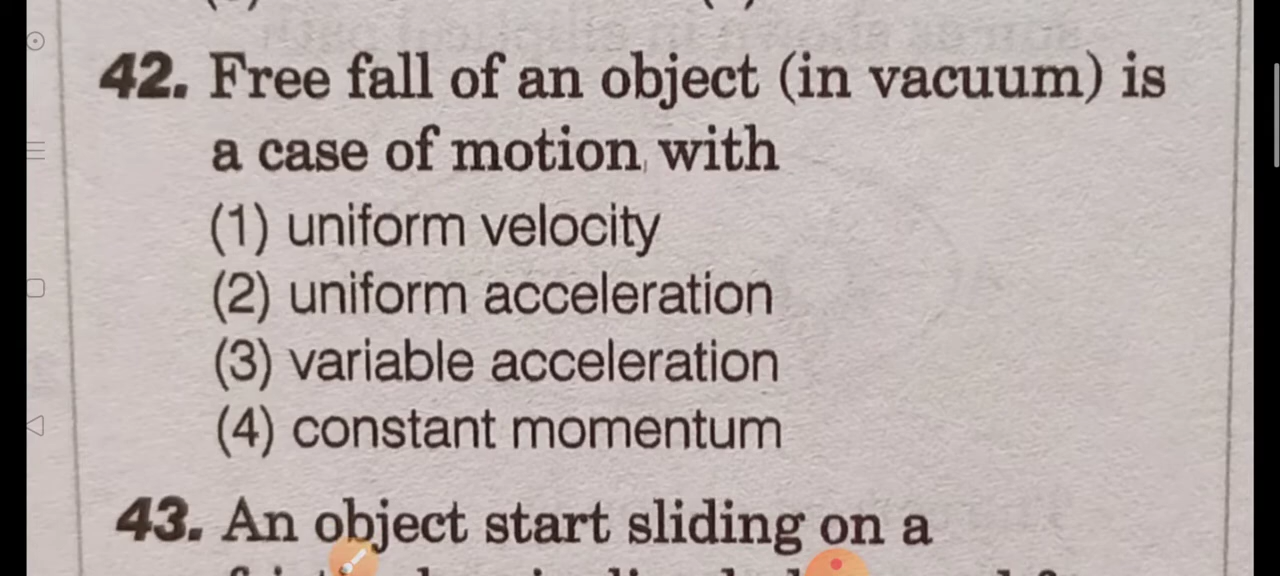 42. Free fall of an object (in vacuum) is
a case of motion with
(1) uniform velocity
(2) uniform acceleration
(3) variable acceleration
(4) constant momentum
43. An object start sliding on a